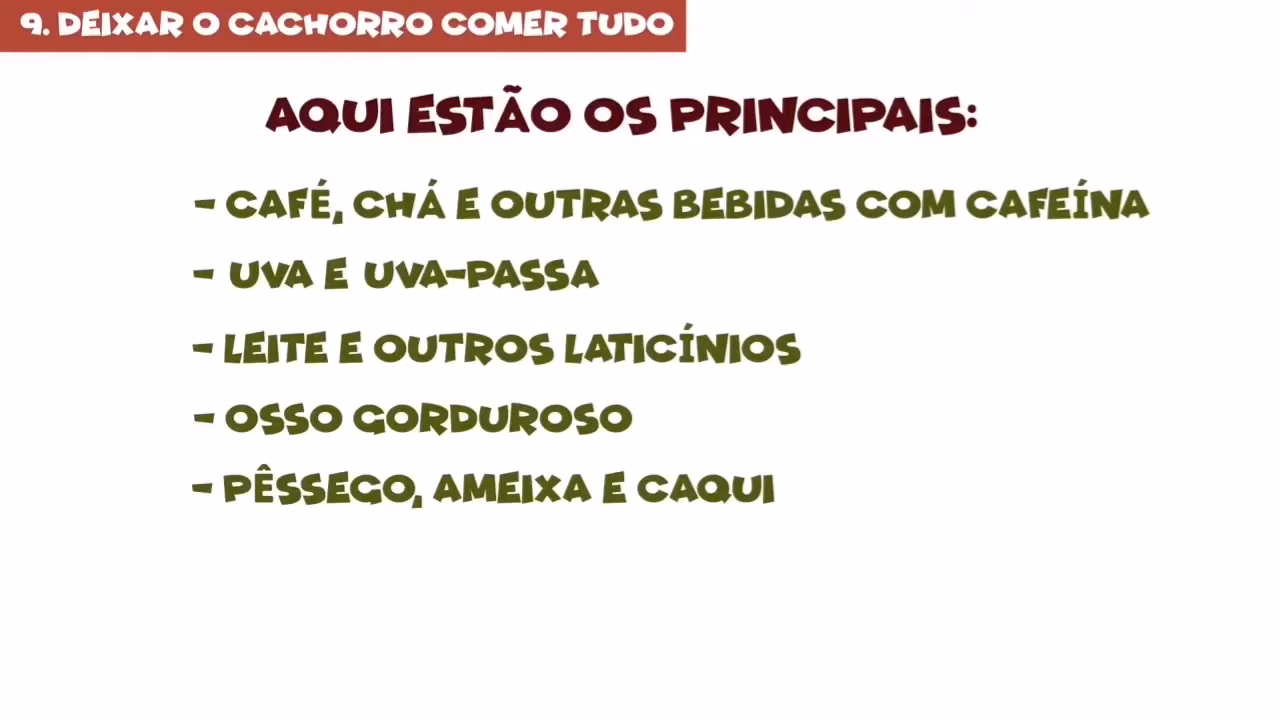 9. DEIXAR O CACHORRO COMER TUDO
AQUI ESTÃO OS PRINCIPAIS:
- CAFÉ, CHÁ E OUTRAS BEBIDAS COM CAFEÍNA
- UVA E UVA-PASSA
- LEITE E OUTROS LATICÍNIOS
- OSSO GORDUROSO
- PÊSSEGO, AMEIXA E CAQUI